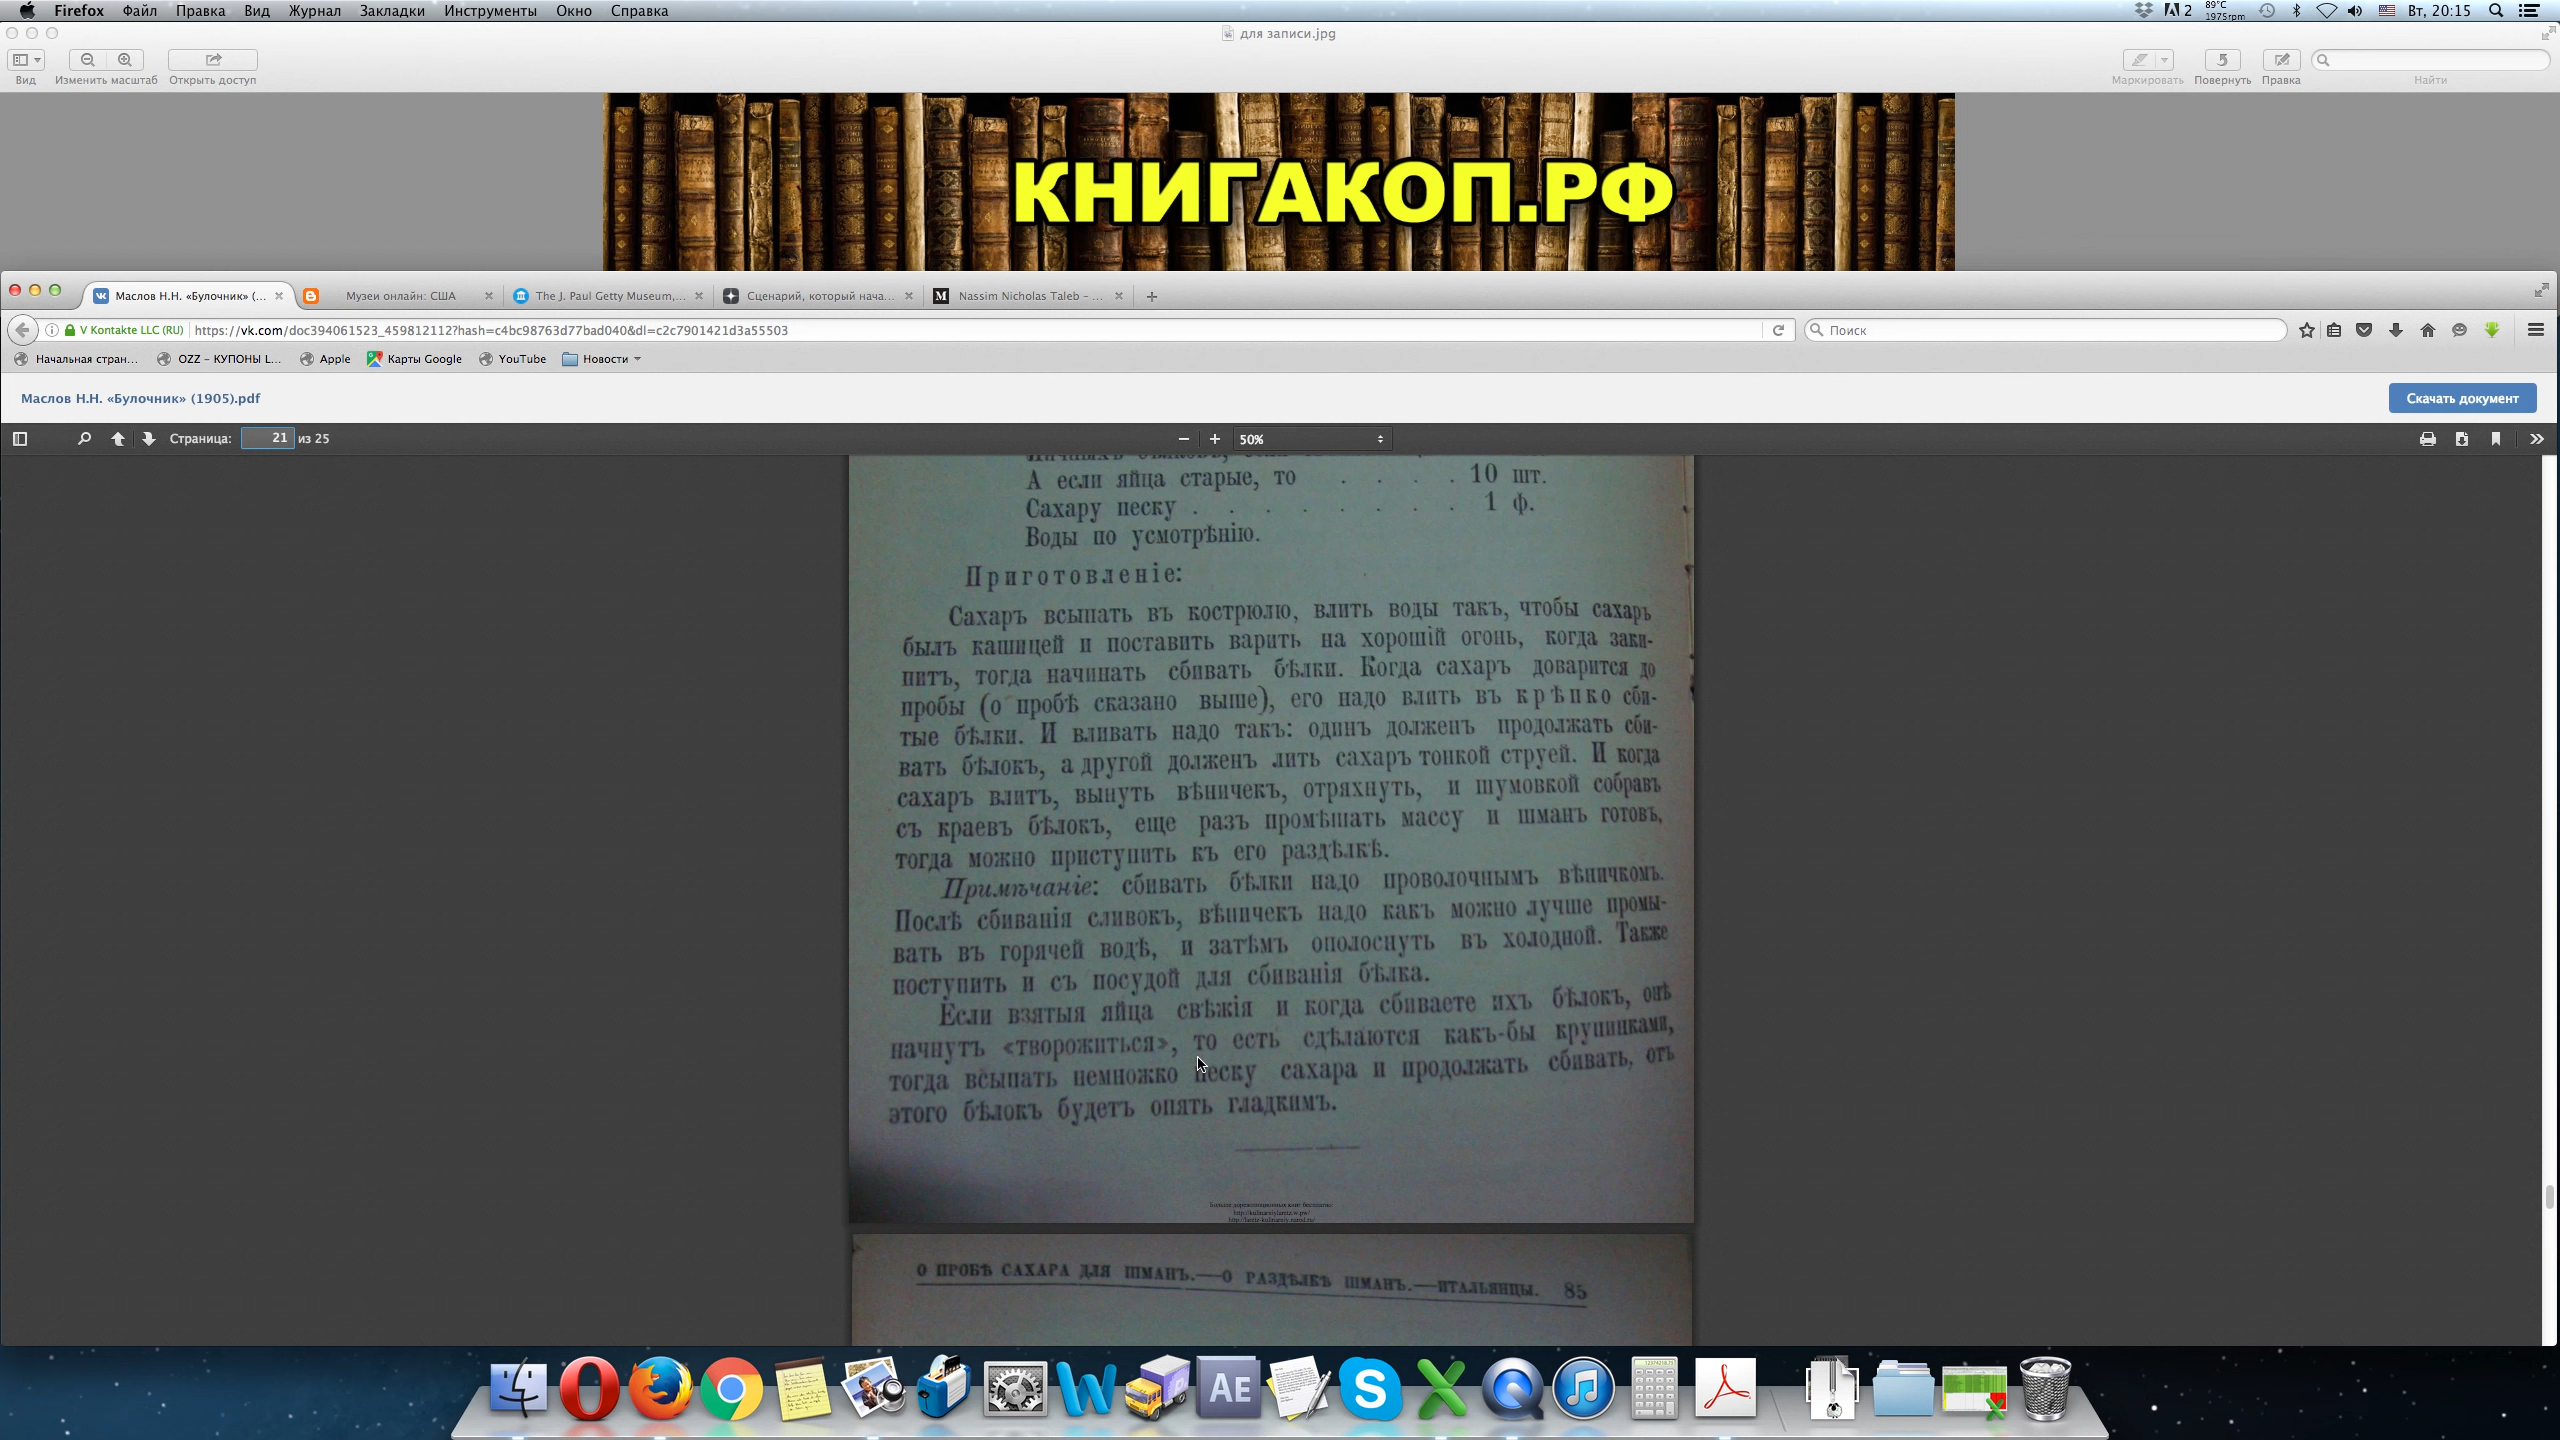 Firefox Файл Правка Вид Журнал Закладки Инструменты Окно Справка
2 89°C 1975rpm Вт, 20:15
для записи.jpg
Вид Изменить масштаб Открыть доступ Маркировать Повернуть Правка Найти
КНИГАКОП.РФ
Маслов Н.Н. «Булочник» (... Музеи онлайн: США The J. Paul Getty Museum,... Сценарий, который нача... Nassim Nicholas Taleb – ...
V Kontakte LLC (RU) https://vk.com/doc394061523_459812112?hash=c4bc98763d77bad040&dl=c2c7901421d3a55503 Поиск
Начальная стран... OZZ – КУПОНЫ L... Apple Карты Google YouTube Новости
Маслов Н.Н. «Булочник» (1905).pdf Скачать документ
Страница: 21 из 25 50%
А если яйца старые, то . . . . 10 шт.
Сахару песку . . . . . . . . 1 ф.
Воды по усмотрѣнію.
Приготовленіе:
Сахаръ всыпать въ кострюлю, влить воды такъ, чтобы сахаръ
былъ кашицей и поставить варить на хорошій огонь, когда заки-
питъ, тогда начинать сбивать бѣлки. Когда сахаръ доварится до
пробы (о пробѣ сказано выше), его надо влить въ крѣпко сби-
тые бѣлки. И вливать надо такъ: одинъ долженъ продолжать сби-
вать бѣлокъ, а другой долженъ лить сахаръ тонкой струей. И когда
сахаръ влитъ, вынуть вѣничекъ, отряхнуть, и шумовкой собравъ
съ краевъ бѣлокъ, еще разъ промѣшать массу и шманъ готовъ,
тогда можно приступить къ его раздѣлкѣ.
Примѣчаніе: сбивать бѣлки надо проволочнымъ вѣничкомъ.
Послѣ сбиванія сливокъ, вѣничекъ надо какъ можно лучше промы-
вать въ горячей водѣ, и затѣмъ ополоснуть въ холодной. Также
поступить и съ посудой для сбиванія бѣлка.
Если взятыя яйца свѣжія и когда сбиваете ихъ бѣлокъ, онѣ
начнутъ «творожиться», то есть сдѣлаются какъ-бы крупинками,
тогда всыпать немножко песку сахара и продолжать сбивать, отъ
этого бѣлокъ будетъ опять гладкимъ.
О ПРОБѢ САХАРА ДЛЯ ШМАНЪ.—О РАЗДѢЛКѢ ШМАНЪ.—ИТАЛЬЯНЦЫ. 85
AE